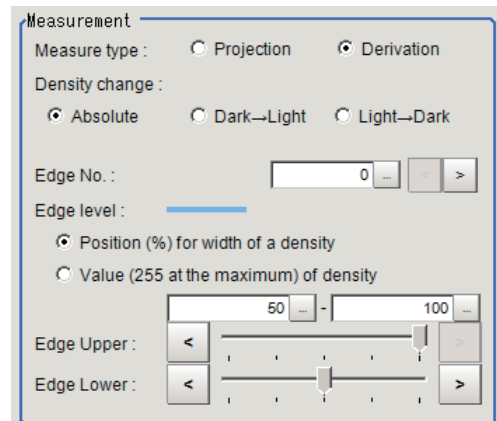 Measurement
Measure type : Projection Derivation
Density change :
Absolute Dark→Light Light→Dark
Edge No. : 0 ... < >
Edge level :
Position (%) for width of a density
Value (255 at the maximum) of density
50 ... - 100 ...
Edge Upper : < >
Edge Lower : < >